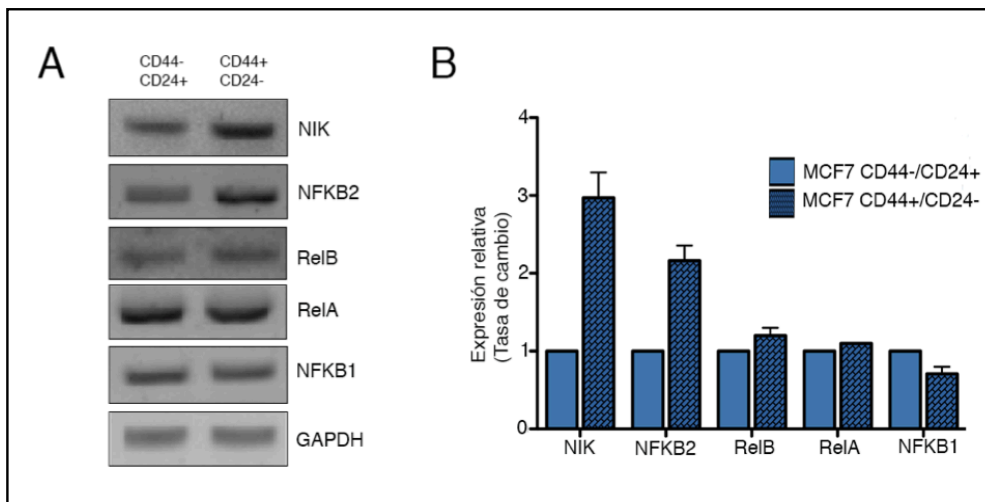 A
CD44-
CD24+
CD44+
CD24-
NIK
NFKB2
RelB
RelA
NFKB1
GAPDH
B
Expresión relativa
(Tasa de cambio)
4
3
2
1
0
MCF7 CD44-/CD24+
MCF7 CD44+/CD24-
NIK NFKB2 RelB RelA NFKB1